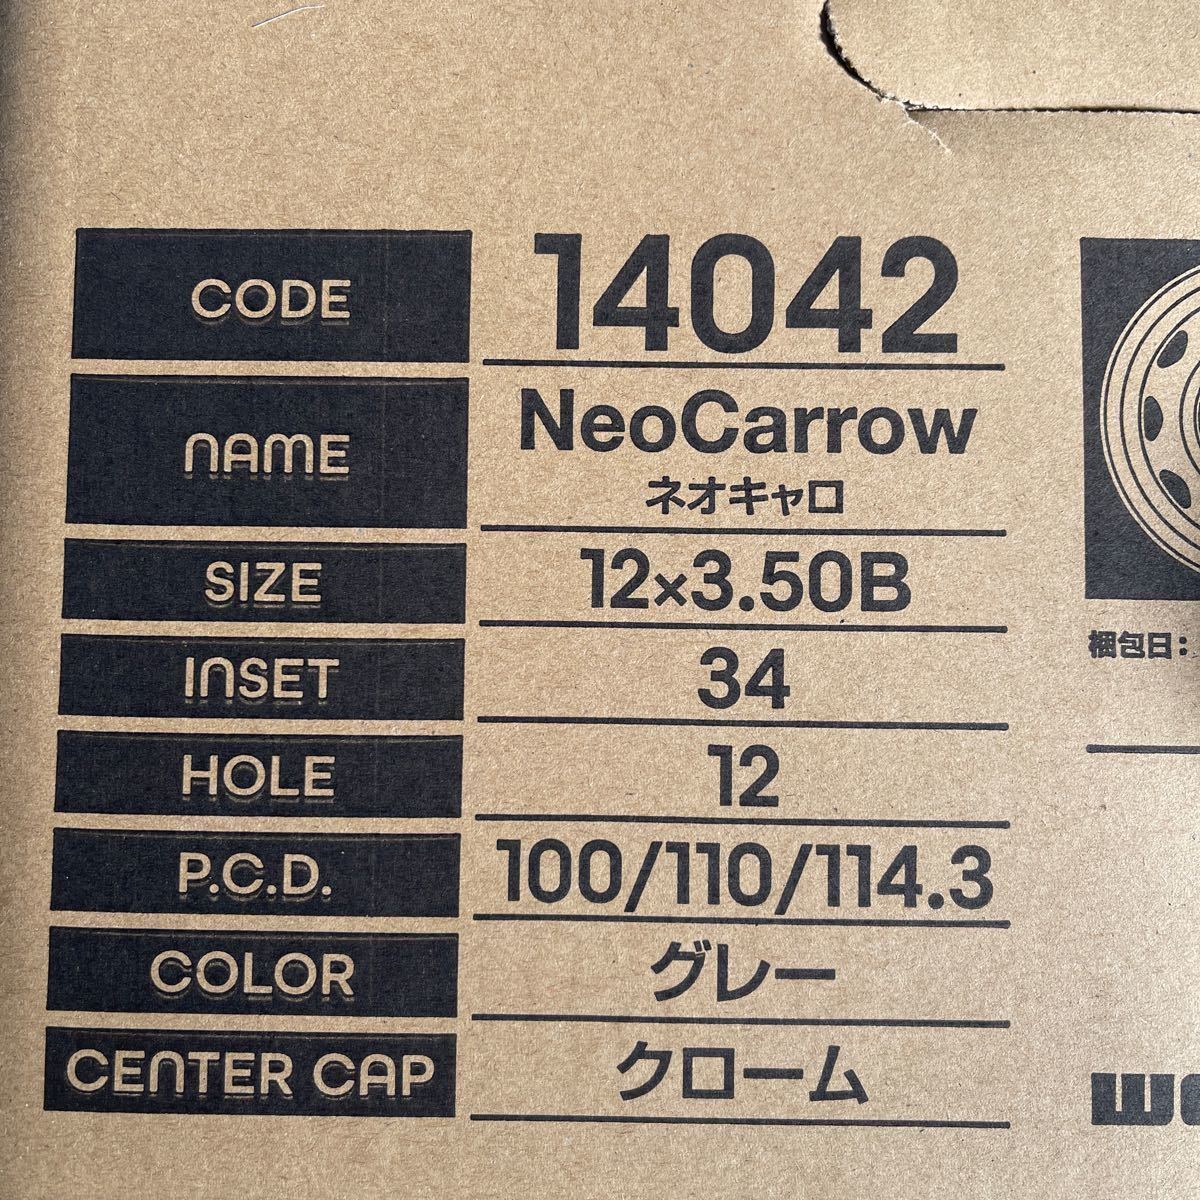 CODE 14042
NAME NeoCarrow
ネオキャロ
SIZE 12×3.50B
INSET 34
HOLE 12
P.C.D. 100/110/114.3
COLOR グレー
CENTER CAP クローム
梱包日: